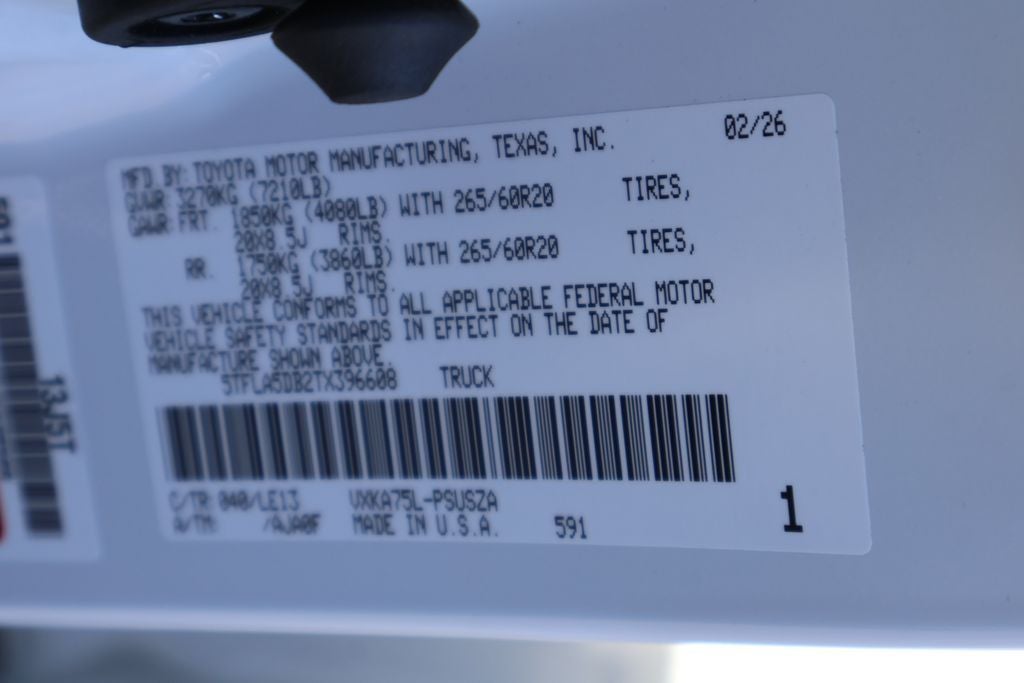 MFD BY: TOYOTA MOTOR MANUFACTURING, TEXAS, INC. 02/26
GVWR: 3270KG (7210LB)
GAWR: FRT. 1850KG (4080LB) WITH 265/60R20 TIRES,
20X8.5J RIMS.
RR. 1750KG (3860LB) WITH 265/60R20 TIRES,
20X8.5J RIMS.
THIS VEHICLE CONFORMS TO ALL APPLICABLE FEDERAL MOTOR
VEHICLE SAFETY STANDARDS IN EFFECT ON THE DATE OF
MANUFACTURE SHOWN ABOVE.
5TFLA5DB2TX396608 TRUCK
C/TR: 040/LE13 VXKA75L-PSUSZA
A/TM: /AJA0F MADE IN U.S.A. 591 1
13J5T